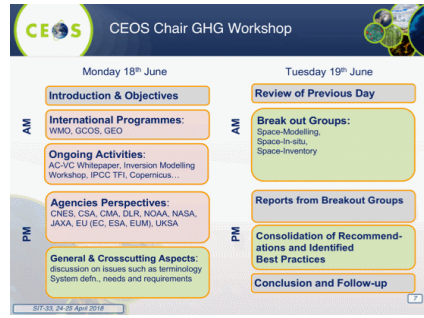 CEOS
CEOS Chair GHG Workshop
Monday 18th June
AM
Introduction & Objectives
International Programmes:
WMO, GCOS, GEO
Ongoing Activities:
AC-VC Whitepaper, Inversion Modelling
Workshop, IPCC TFI, Copernicus…
PM
Agencies Perspectives:
CNES, CSA, CMA, DLR, NOAA, NASA,
JAXA, EU (EC, ESA, EUM), UKSA
General & Crosscutting Aspects:
discussion on issues such as terminology
System defn., needs and requirements
Tuesday 19th June
AM
Review of Previous Day
Break out Groups:
Space-Modelling,
Space-In-situ,
Space-Inventory
PM
Reports from Breakout Groups
Consolidation of Recommend-
ations and Identified
Best Practices
Conclusion and Follow-up
SIT-33, 24-25 April 2018
7